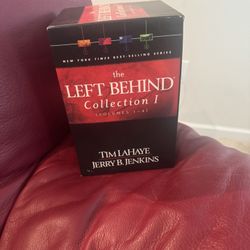 NEW YORK TIMES BEST-SELLING SERIES
the
LEFT BEHIND®
Collection I
(VOLUMES 1-4)
TIM LAHAYE
JERRY B. JENKINS